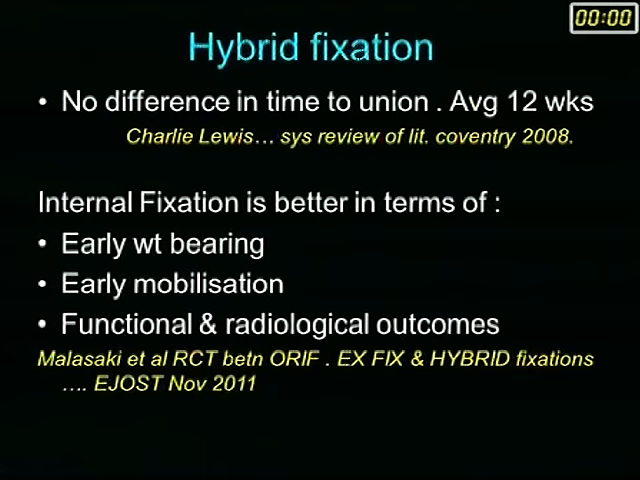 00:00
Hybrid fixation
• No difference in time to union . Avg 12 wks
Charlie Lewis… sys review of lit. coventry 2008.
Internal Fixation is better in terms of :
• Early wt bearing
• Early mobilisation
• Functional & radiological outcomes
Malasaki et al RCT betn ORIF . EX FIX & HYBRID fixations
…. EJOST Nov 2011